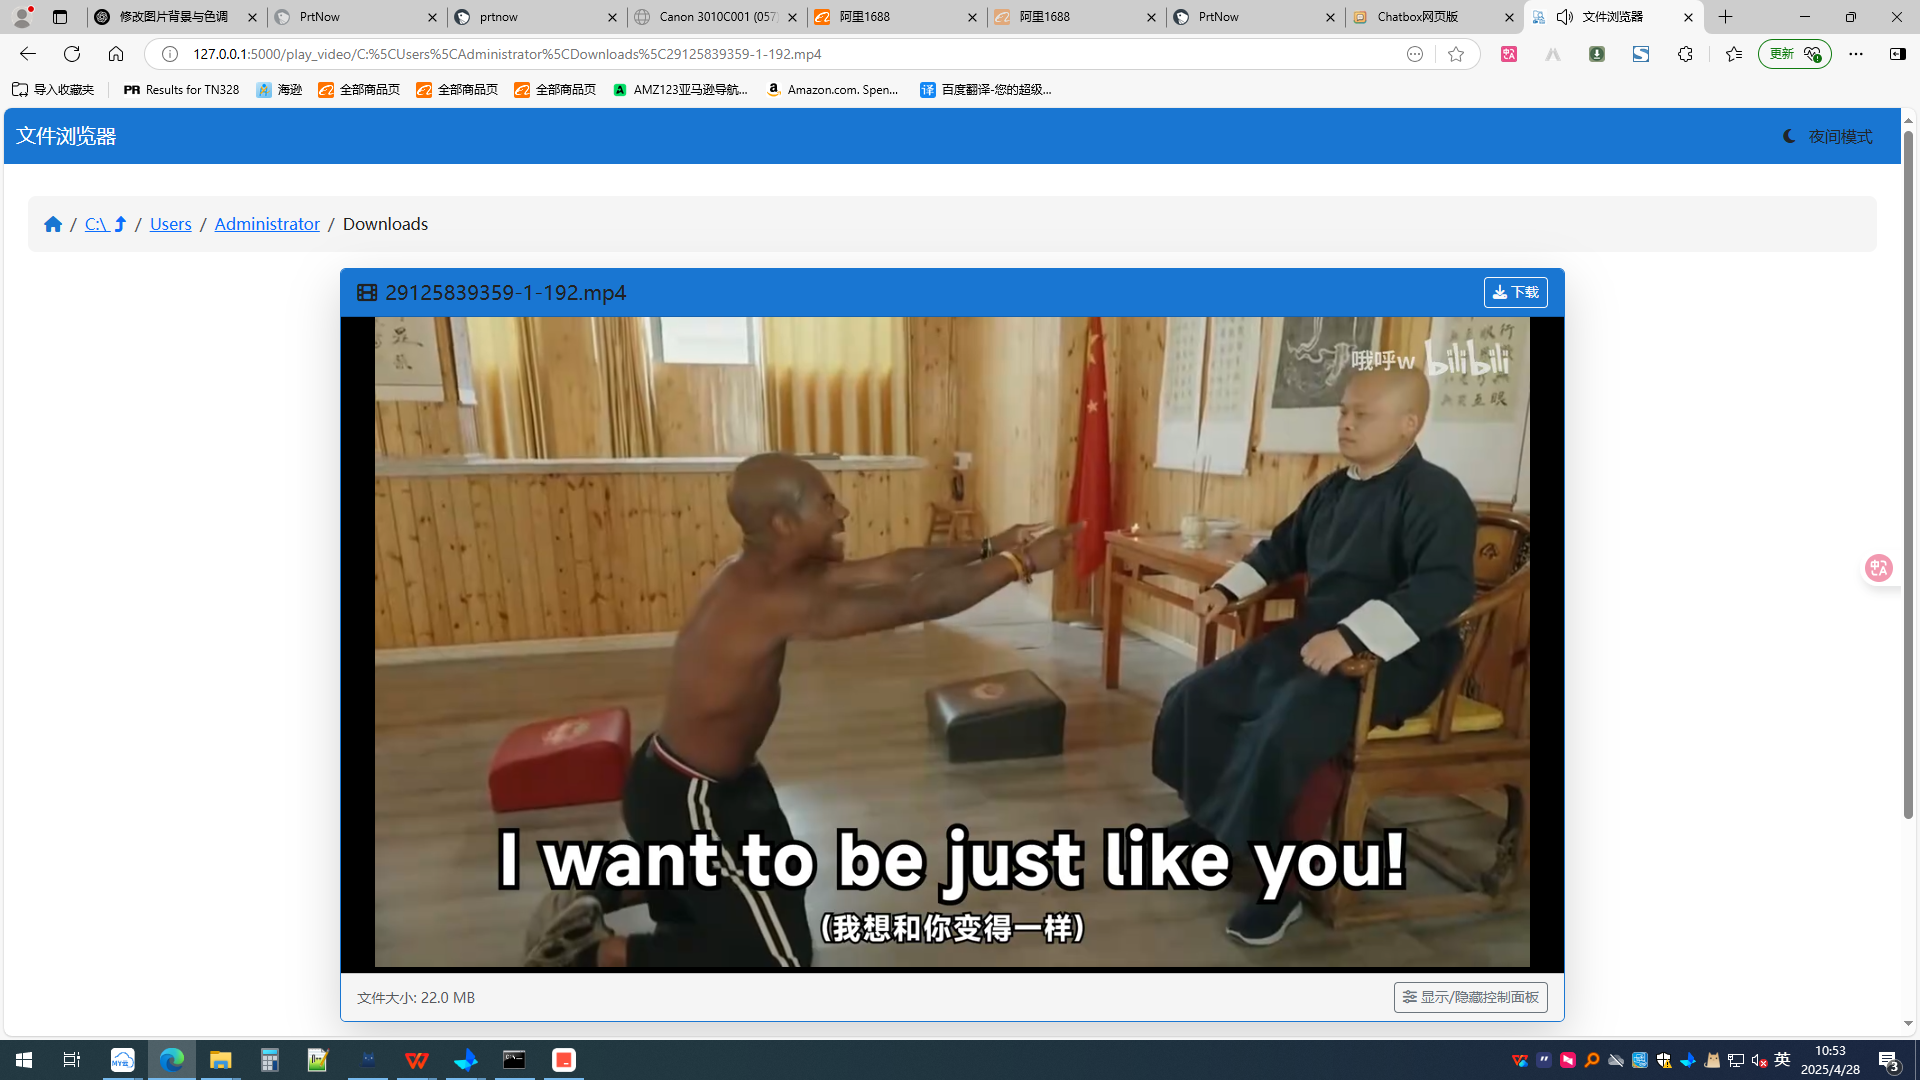 修改图片背景与色调
PrtNow
prtnow
Canon 3010C001 (057)
阿里1688
阿里1688
PrtNow
Chatbox网页版
文件浏览器
127.0.0.1:5000/play_video/C:%5CUsers%5CAdministrator%5CDownloads%5C29125839359-1-192.mp4
更新
导入收藏夹
PR Results for TN328
海逊
全部商品页
全部商品页
全部商品页
AMZ123亚马逊导航...
Amazon.com. Spen...
译 百度翻译-您的超级...
文件浏览器
夜间模式
/ C:\ / Users / Administrator / Downloads
29125839359-1-192.mp4
下载
哦呼w bilibili
I want to be just like you!
(我想和你变得一样)
文件大小: 22.0 MB
显示/隐藏控制面板
英
10:53
2025/4/28
3